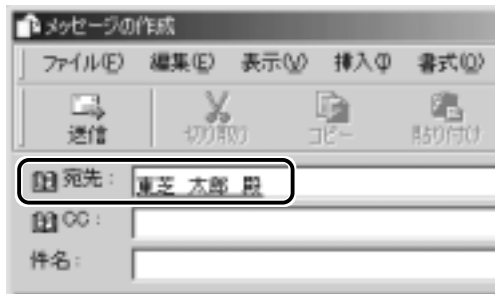 メッセージの作成
ファイル(F) 編集(E) 表示(V) 挿入(I) 書式(O)
送信 切り取り コピー 貼り付け
宛先: 東芝 太郎 殿
CC:
件名: